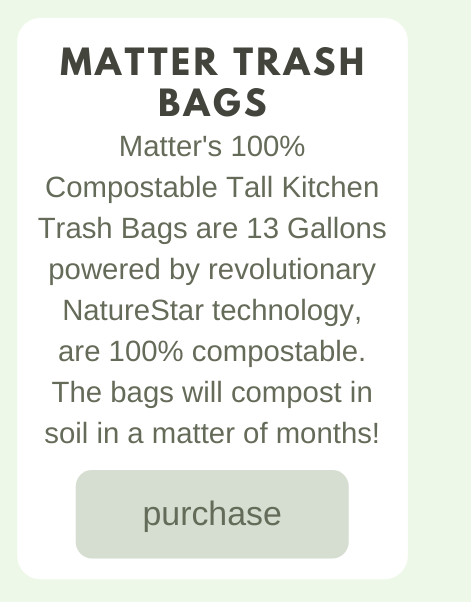 MATTER TRASH
BAGS
Matter's 100%
Compostable Tall Kitchen
Trash Bags are 13 Gallons
powered by revolutionary
NatureStar technology,
are 100% compostable.
The bags will compost in
soil in a matter of months!
purchase